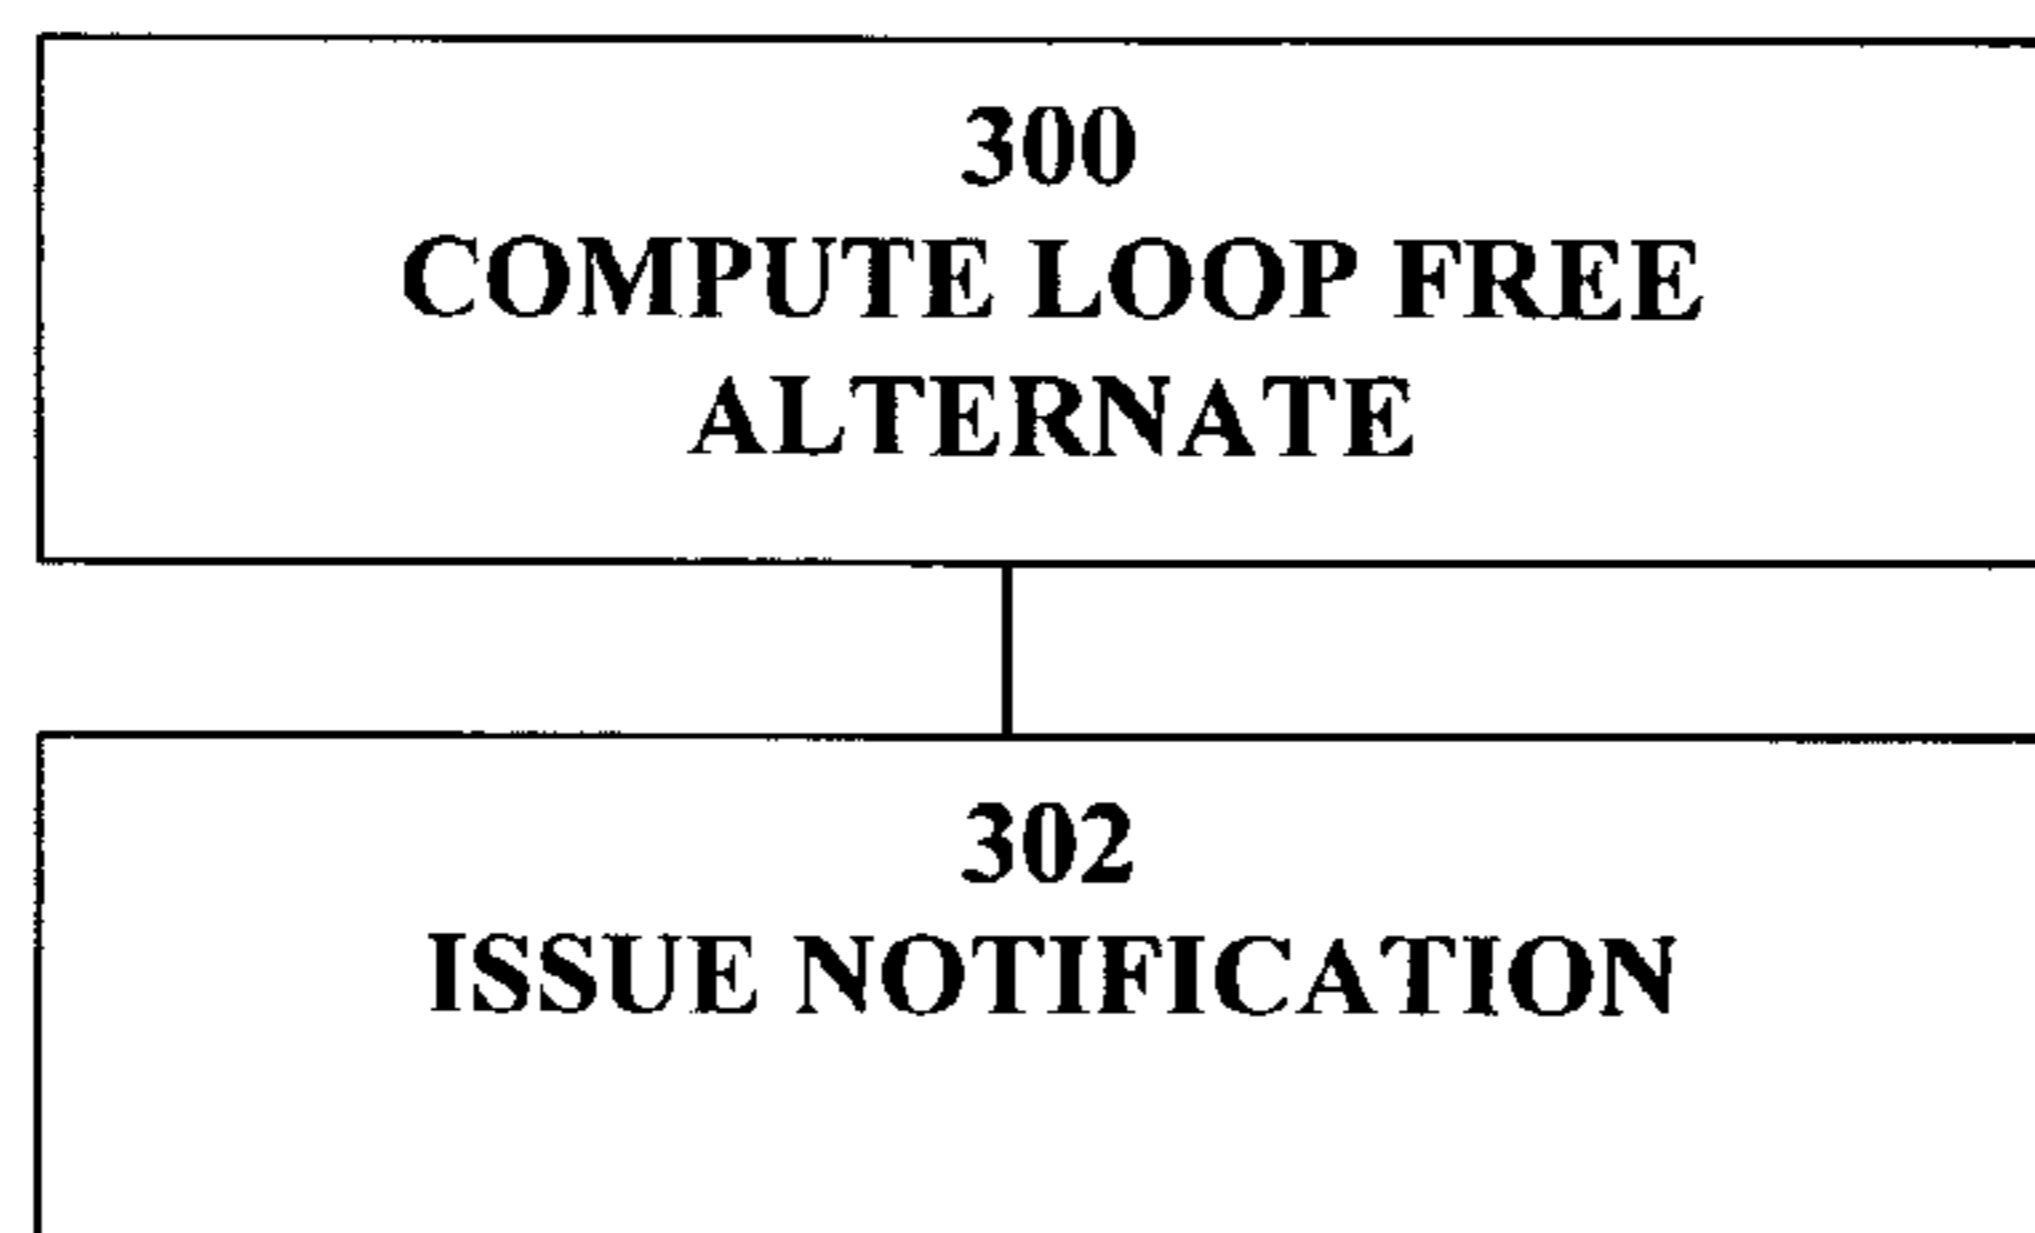 300
COMPUTE LOOP FREE
ALTERNATE
302
ISSUE NOTIFICATION